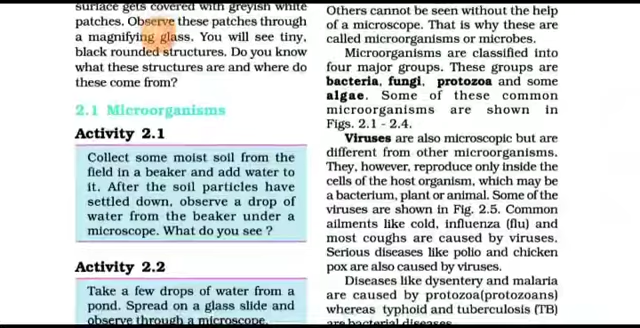 surface gets covered with greyish white
patches. Observe these patches through
a magnifying glass. You will see tiny,
black rounded structures. Do you know
what these structures are and where do
these come from?
2.1 Microorganisms
Activity 2.1
Collect some moist soil from the
field in a beaker and add water to
it. After the soil particles have
settled down, observe a drop of
water from the beaker under a
microscope. What do you see ?
Activity 2.2
Take a few drops of water from a
pond. Spread on a glass slide and
observe through a microscope.
Others cannot be seen without the help
of a microscope. That is why these are
called microorganisms or microbes.
Microorganisms are classified into
four major groups. These groups are
bacteria, fungi, protozoa and some
algae. Some of these common
microorganisms are shown in
Figs. 2.1 - 2.4.
Viruses are also microscopic but are
different from other microorganisms.
They, however, reproduce only inside the
cells of the host organism, which may be
a bacterium, plant or animal. Some of the
viruses are shown in Fig. 2.5. Common
ailments like cold, influenza (flu) and
most coughs are caused by viruses.
Serious diseases like polio and chicken
pox are also caused by viruses.
Diseases like dysentery and malaria
are caused by protozoa(protozoans)
whereas typhoid and tuberculosis (TB)
are bacterial diseases.